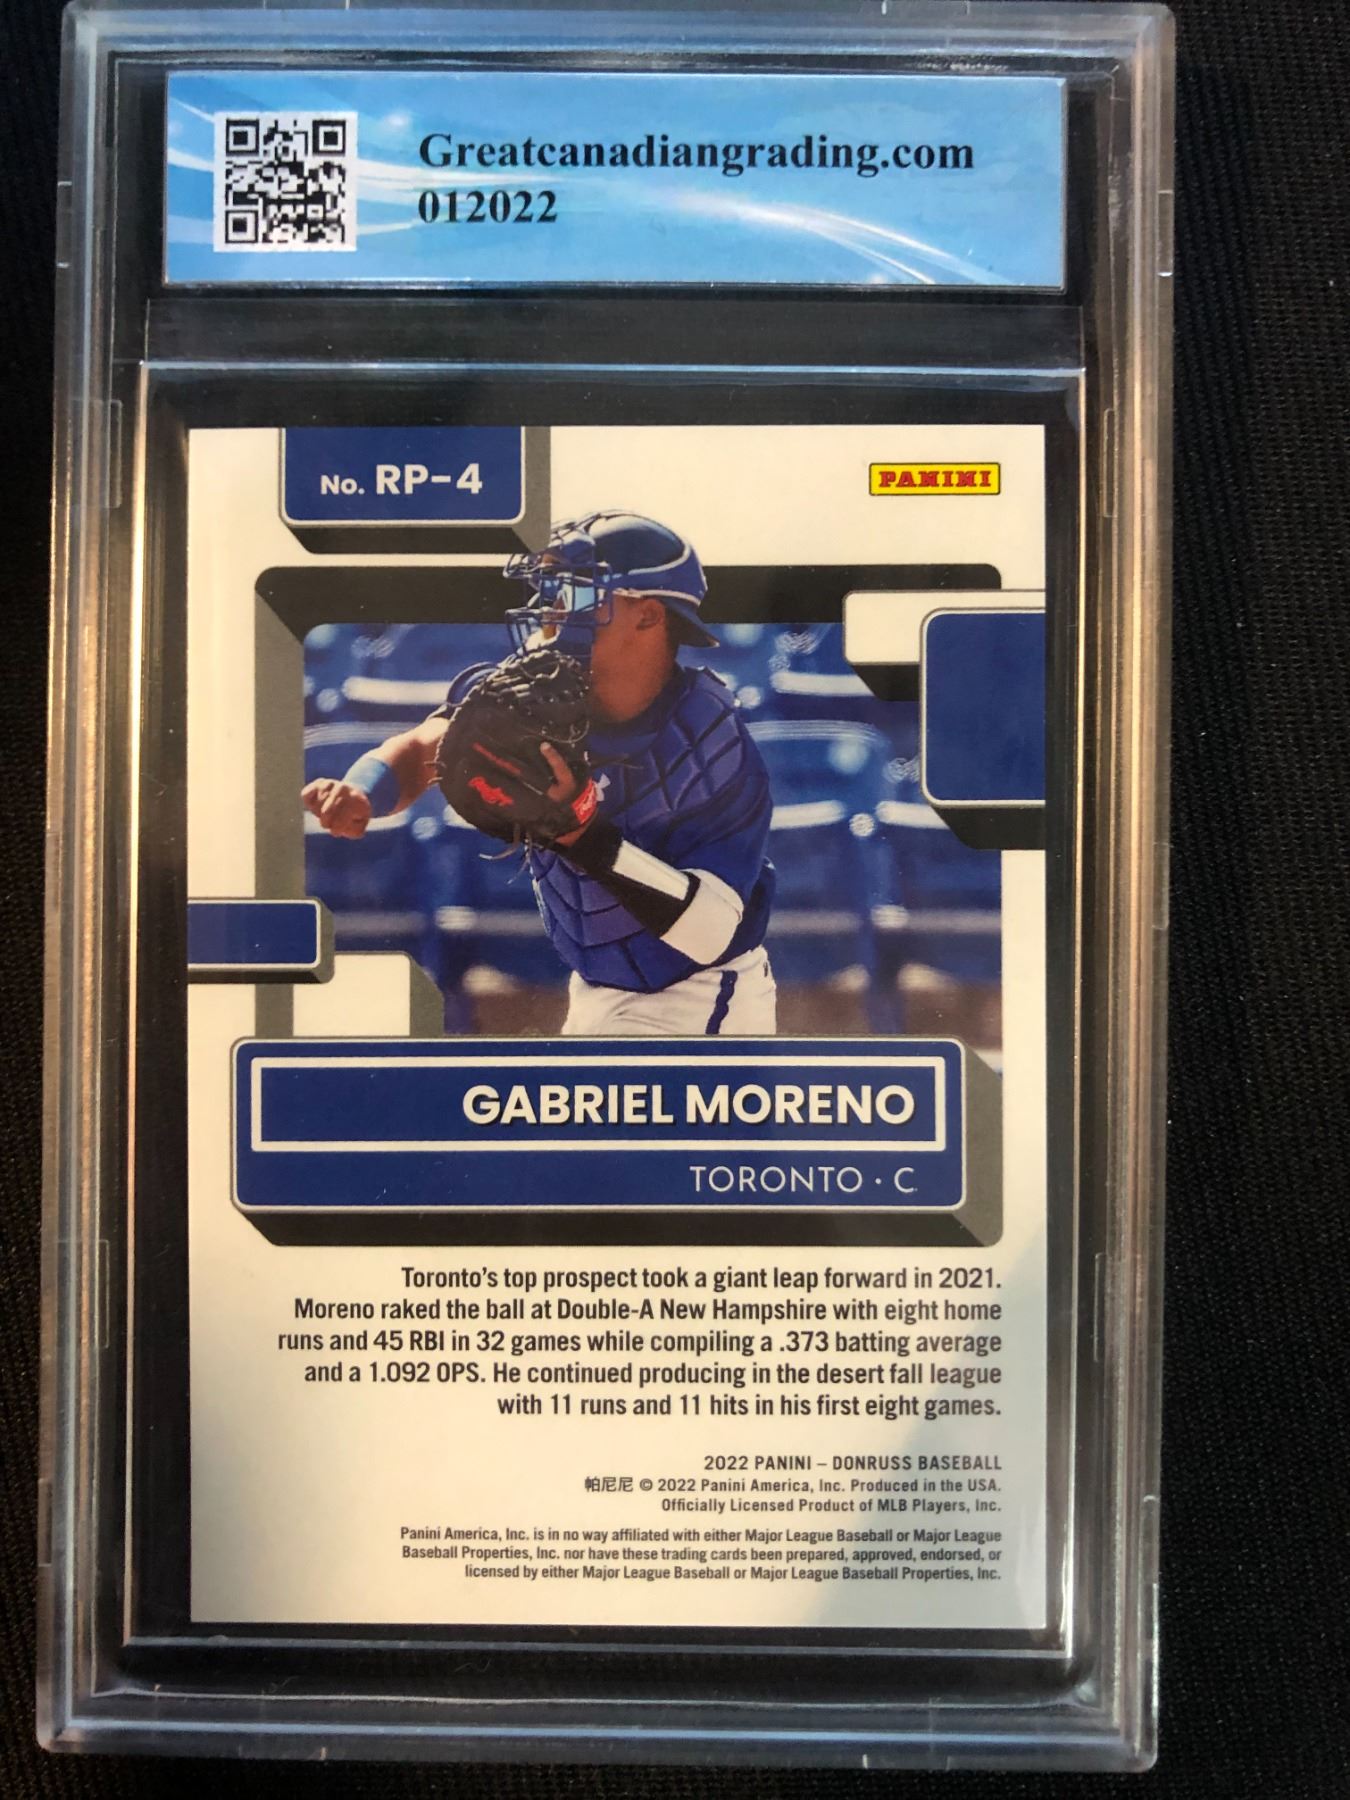 Greatcanadiangrading.com
012022
No. RP-4
PANINI
GABRIEL MORENO
TORONTO • C
Toronto's top prospect took a giant leap forward in 2021.
Moreno raked the ball at Double-A New Hampshire with eight home
runs and 45 RBI in 32 games while compiling a .373 batting average
and a 1.092 OPS. He continued producing in the desert fall league
with 11 runs and 11 hits in his first eight games.
2022 PANINI – DONRUSS BASEBALL
帕尼尼 © 2022 Panini America, Inc. Produced in the USA.
Officially Licensed Product of MLB Players, Inc.
Panini America, Inc. is in no way affiliated with either Major League Baseball or Major League
Baseball Properties, Inc. nor have these trading cards been prepared, approved, endorsed, or
licensed by either Major League Baseball or Major League Baseball Properties, Inc.